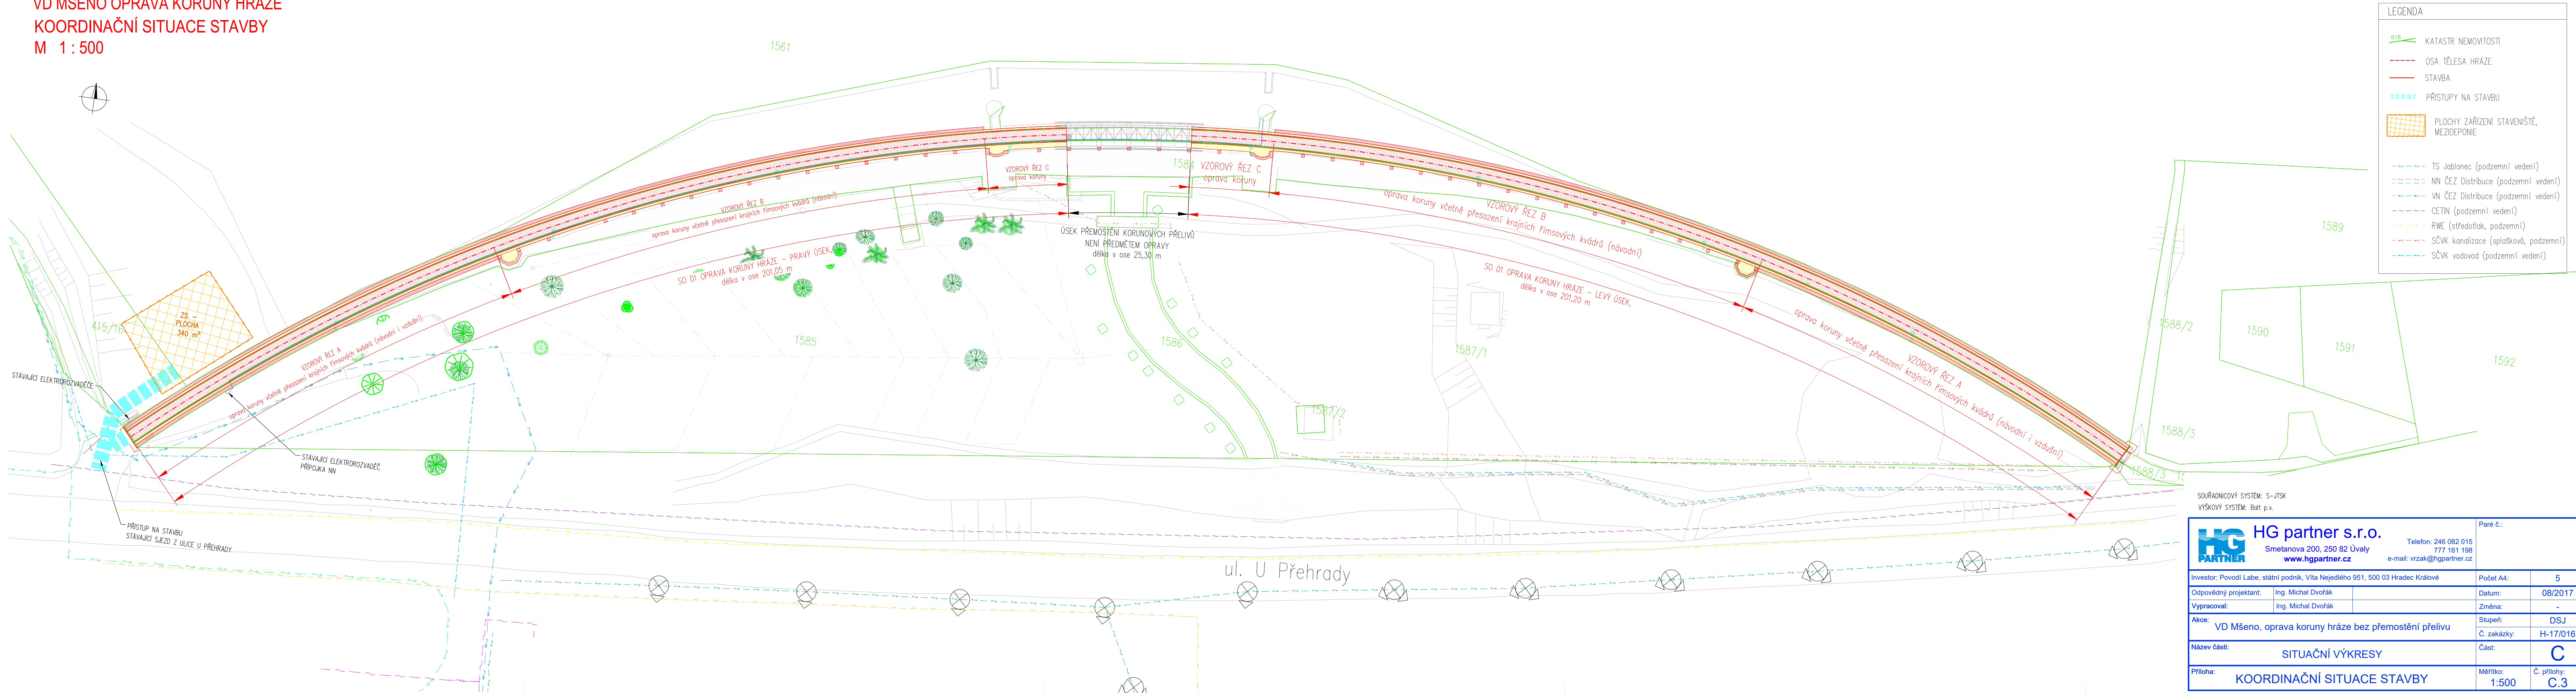 VD MŠENO OPRAVA KORUNY HRÁZE
KOORDINAČNÍ SITUACE STAVBY
M 1 : 500
1561
LEGENDA
618
KATASTR NEMOVITOSTÍ
OSA TĚLESA HRÁZE
STAVBA
PŘÍSTUPY NA STAVBU
PLOCHY ZAŘÍZENÍ STAVENIŠTĚ,
MEZIDEPONIE
TS Jablonec (podzemní vedení)
NN ČEZ Distribuce (podzemní vedení)
VN ČEZ Distribuce (podzemní vedení)
CETIN (podzemní vedení)
RWE (středotlak, podzemní)
SČVK kanalizace (splašková, podzemní)
SČVK vodovod (podzemní vedení)
VZOROVÝ ŘEZ C
oprava koruny
1584
VZOROVÝ ŘEZ C
oprava koruny
VZOROVÝ ŘEZ B
oprava koruny včetně přesazení krajních římsových kvádrů (návodní)
VZOROVÝ ŘEZ B
oprava koruny včetně přesazení krajních římsových kvádrů (návodní)
ÚSEK PŘEMOSTĚNÍ KORUNOVÝCH PŘELIVŮ
NENÍ PŘEDMĚTEM OPRAVY
délka v ose 25,30 m
SO 01 OPRAVA KORUNY HRÁZE - PRAVÝ ÚSEK,
délka v ose 201,05 m
SO 01 OPRAVA KORUNY HRÁZE - LEVÝ ÚSEK,
délka v ose 201,20 m
1589
415/16
ZS -
PLOCHA
340 m²
VZOROVÝ ŘEZ A
oprava koruny včetně přesazení krajních římsových kvádrů (návodní i vzdušní)
1585
1586
1587/1
1587/2
VZOROVÝ ŘEZ A
oprava koruny včetně přesazení krajních římsových kvádrů (návodní i vzdušní)
1588/2
1590
1591
1592
1588/3
1588/3
STÁVAJÍCÍ ELEKTROROZVADĚČE
STÁVAJÍCÍ ELEKTROROZVADĚČ
PŘÍPOJKA NN
PŘÍSTUP NA STAVBU
STÁVAJÍCÍ SJEZD Z ULICE U PŘEHRADY
ul. U Přehrady
SOUŘADNICOVÝ SYSTÉM: S-JTSK
VÝŠKOVÝ SYSTÉM: Balt p.v.
HG
PARTNER
HG partner s.r.o.
Smetanova 200, 250 82 Úvaly
www.hgpartner.cz
Telefon: 246 082 015
777 161 198
e-mail: vrzak@hgpartner.cz
Paré č.:
Investor: Povodí Labe, státní podnik, Víta Nejedlého 951, 500 03 Hradec Králové
Počet A4: 5
Odpovědný projektant: Ing. Michal Dvořák
Datum: 08/2017
Vypracoval: Ing. Michal Dvořák
Změna: -
Akce: VD Mšeno, oprava koruny hráze bez přemostění přelivu
Stupeň: DSJ
Č. zakázky: H-17/016
Název části: SITUAČNÍ VÝKRESY
Část: C
Příloha: KOORDINAČNÍ SITUACE STAVBY
Měřítko: 1:500
Č. přílohy: C.3